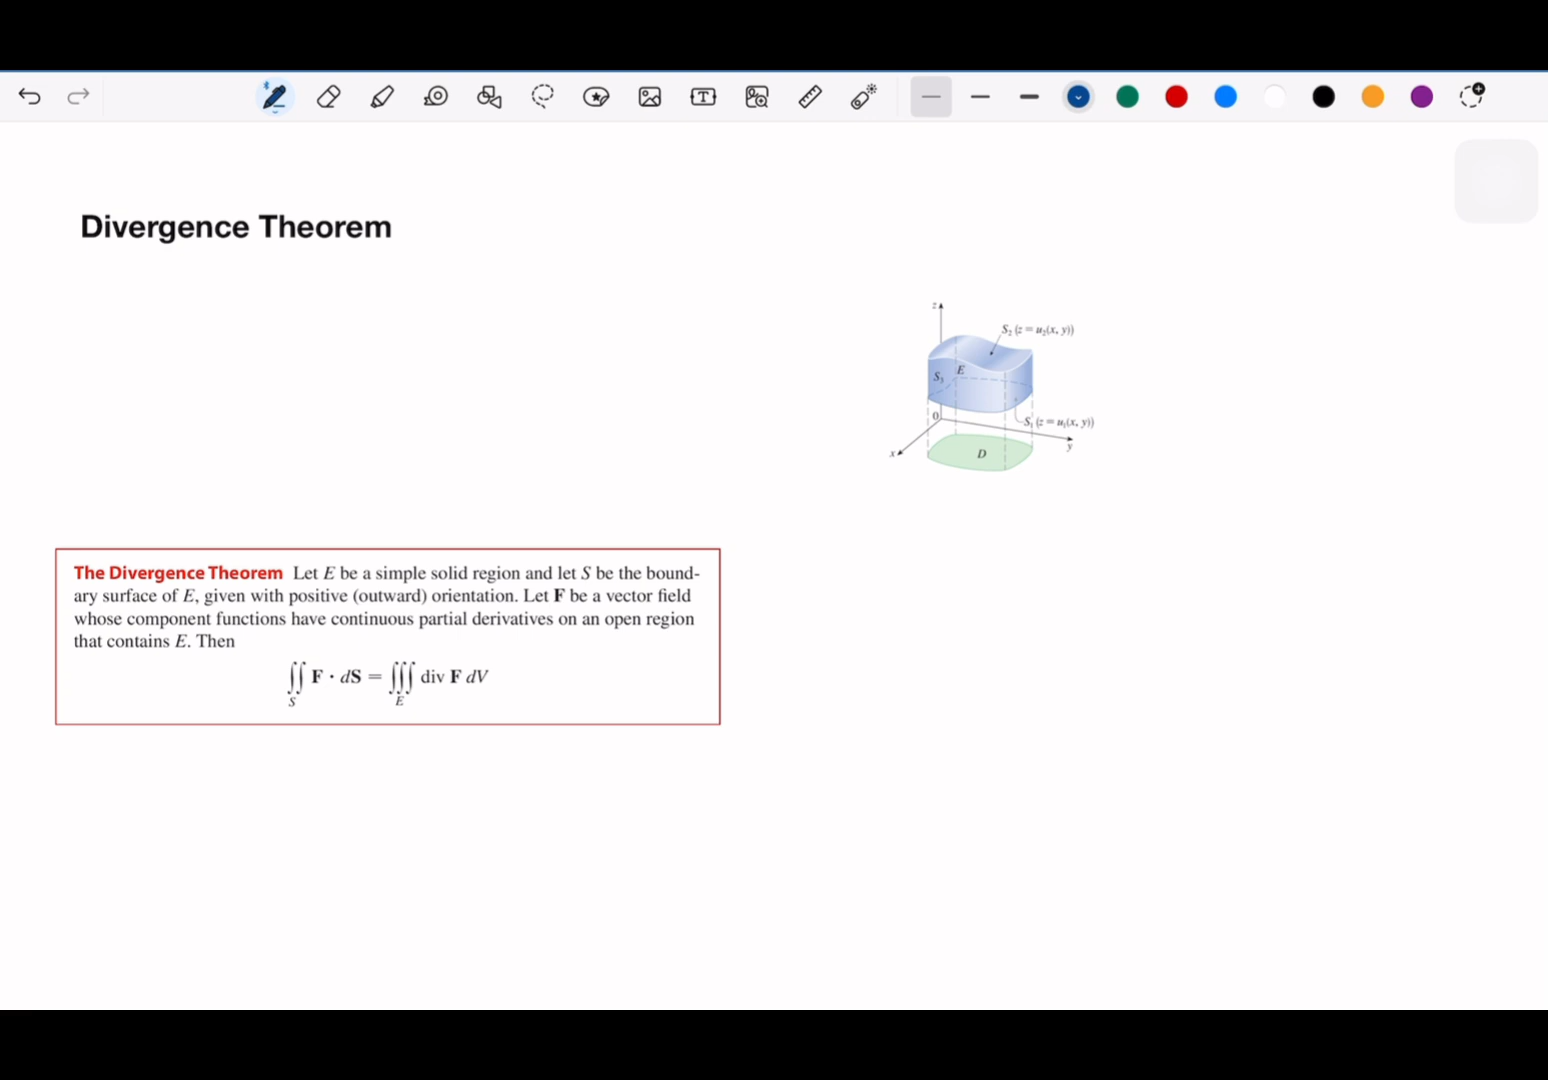 Divergence Theorem
z
S₂ (z = u₂(x, y))
S₃
E
0
S₁ (z = u₁(x, y))
x
y
D
The Divergence Theorem Let E be a simple solid region and let S be the bound-
ary surface of E, given with positive (outward) orientation. Let F be a vector field
whose component functions have continuous partial derivatives on an open region
that contains E. Then
∬ F · dS = ∭ div F dV
S E